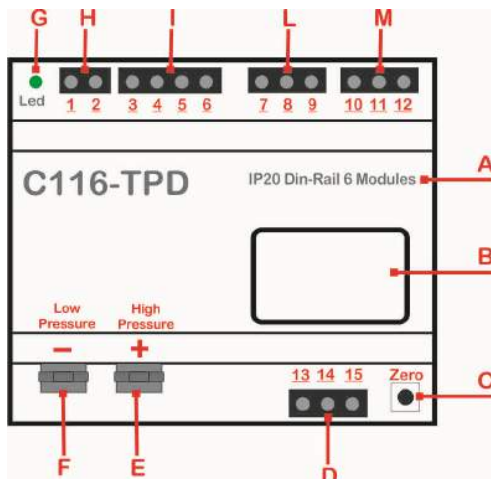 G H I L M
Led
1 2 3 4 5 6 7 8 9 10 11 12
C116-TPD
IP20 Din-Rail 6 Modules
A
B
Low Pressure
High Pressure
− +
13 14 15
Zero
C
F E D